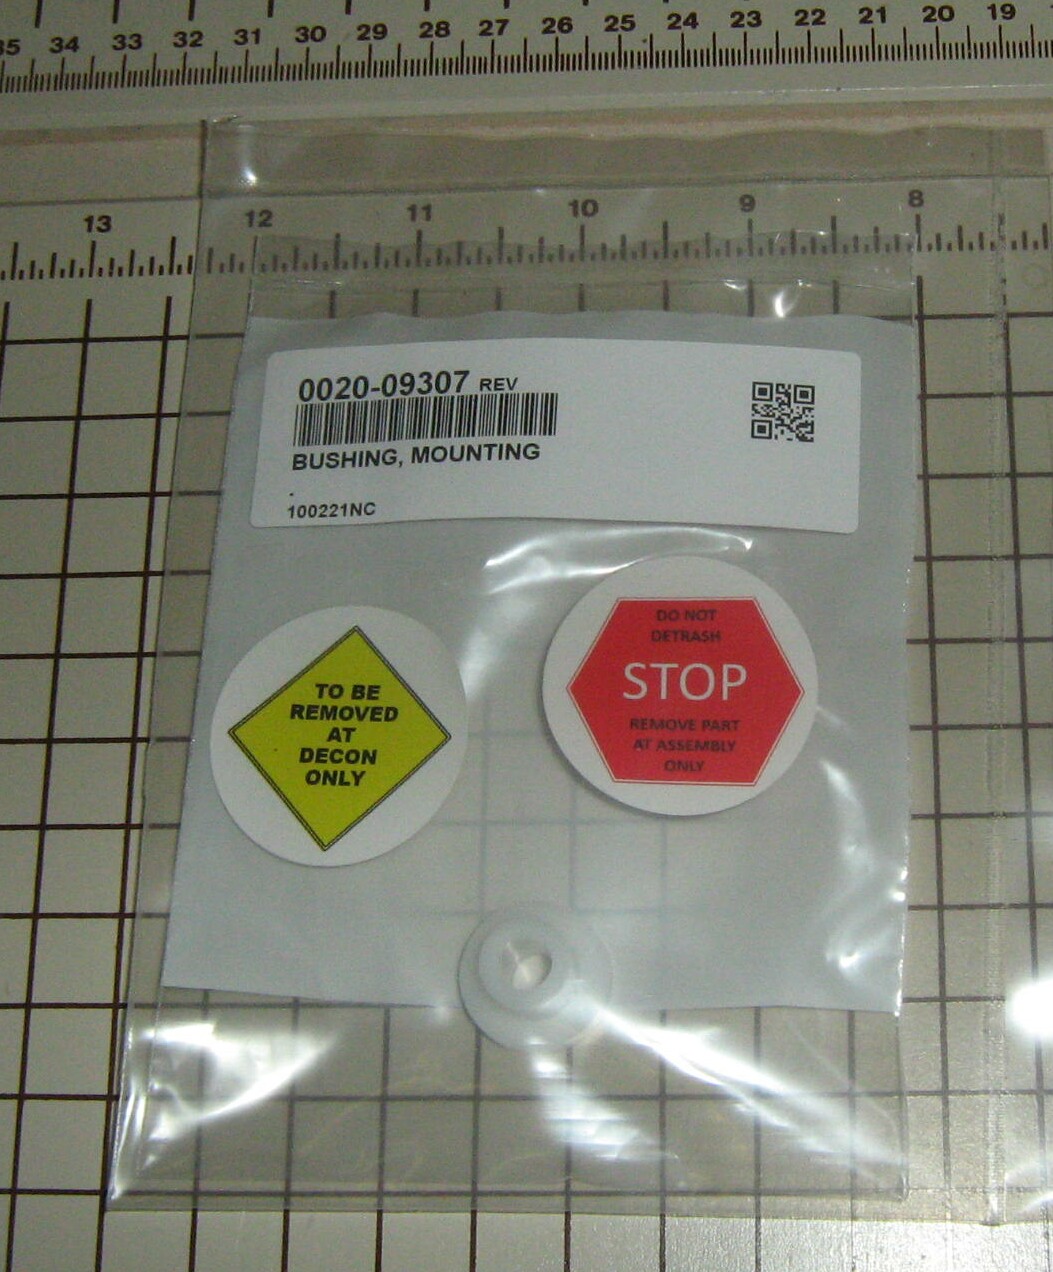 35 34 33 32 31 30 29 28 27 26 25 24 23 22 21 20 19
13 12 11 10 9 8
0020-09307 REV
BUSHING, MOUNTING
.
100221NC
TO BE
REMOVED
AT
DECON
ONLY
DO NOT
DETRASH
STOP
REMOVE PART
AT ASSEMBLY
ONLY